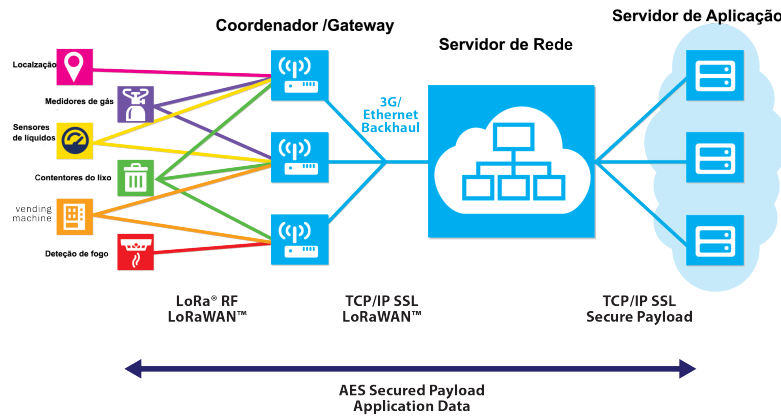 Coordenador /Gateway
Servidor de Rede
Servidor de Aplicação
Localzação
Medidores de gás
Sensores
de líquidos
Contentores do lixo
vending
machine
Deteção de fogo
3G/
Ethernet
Backhaul
LoRa® RF
LoRaWAN™
TCP/IP SSL
LoRaWAN™
TCP/IP SSL
Secure Payload
AES Secured Payload
Application Data